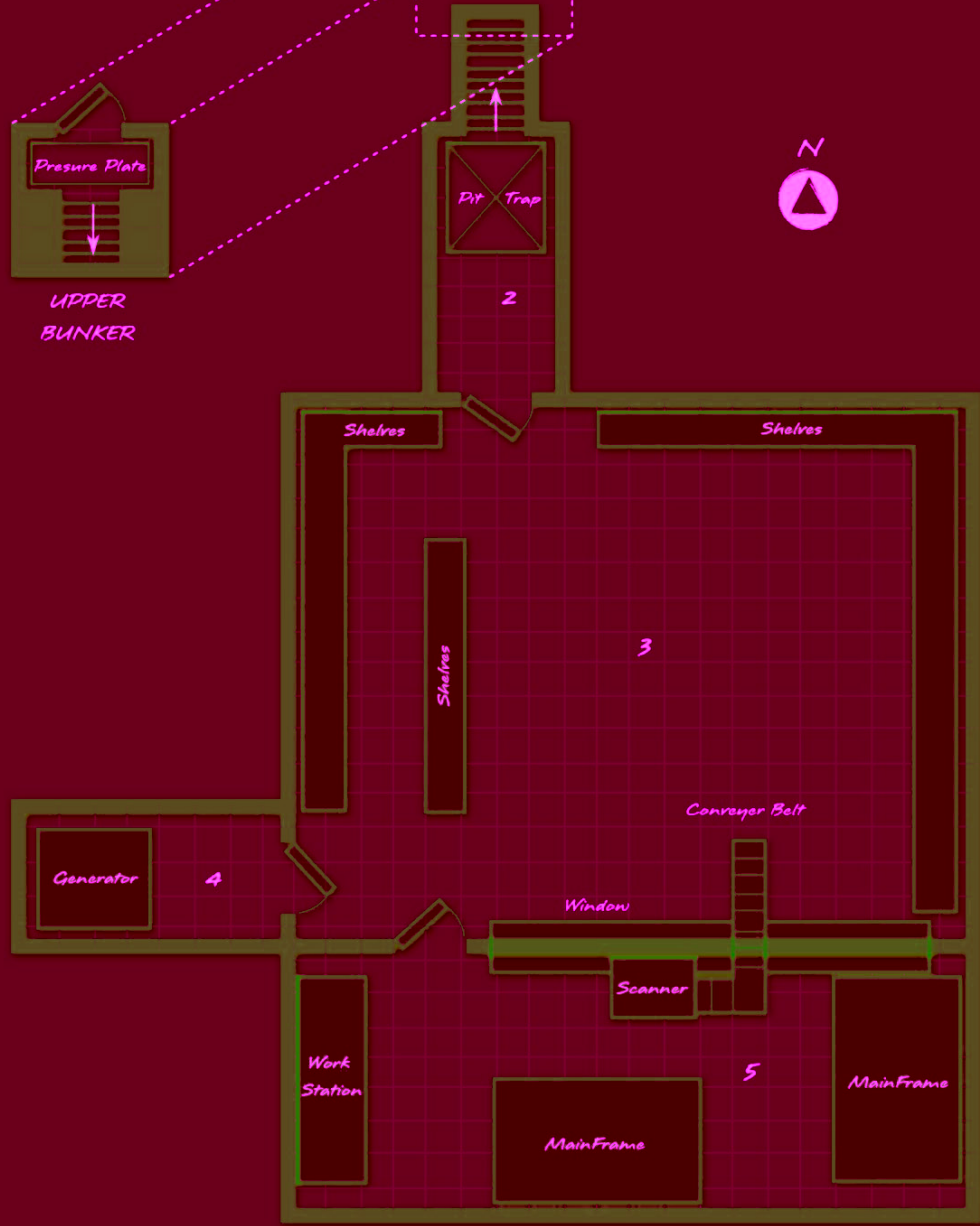 N
Presure Plate
Pit Trap
UPPER
BUNKER
2
Shelves
Shelves
Shelves
3
Conveyer Belt
Generator
4
Window
Scanner
Work
Station
5
MainFrame
MainFrame